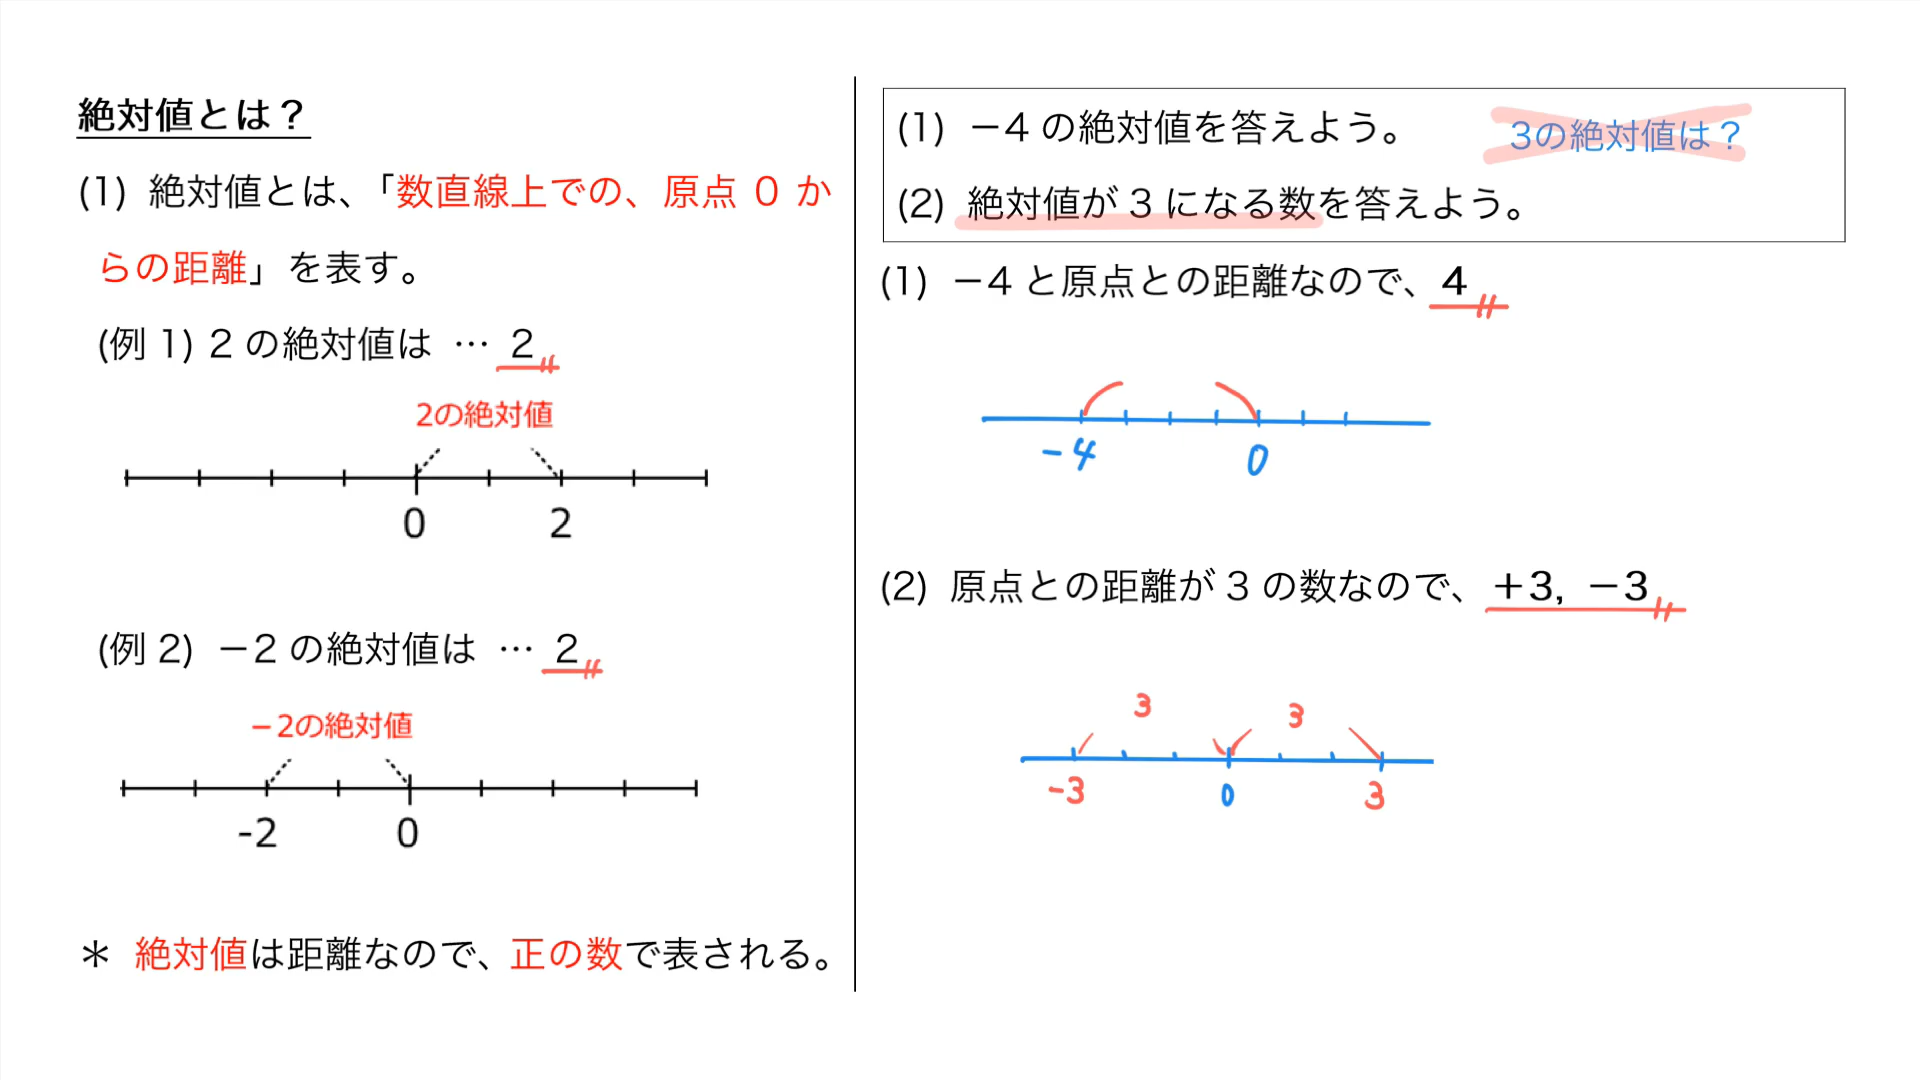 絶対値とは？
(1) 絶対値とは、「数直線上での、原点 0 か
らの距離」を表す。
(例 1) 2 の絶対値は … 2
2の絶対値
0 2
(例 2) －2 の絶対値は … 2
－2の絶対値
-2 0
＊ 絶対値は距離なので、正の数で表される。
(1) －4 の絶対値を答えよう。
3の絶対値は？
(2) 絶対値が 3 になる数を答えよう。
(1) －4 と原点との距離なので、4
-4 0
(2) 原点との距離が 3 の数なので、＋3, －3
3 3
-3 0 3